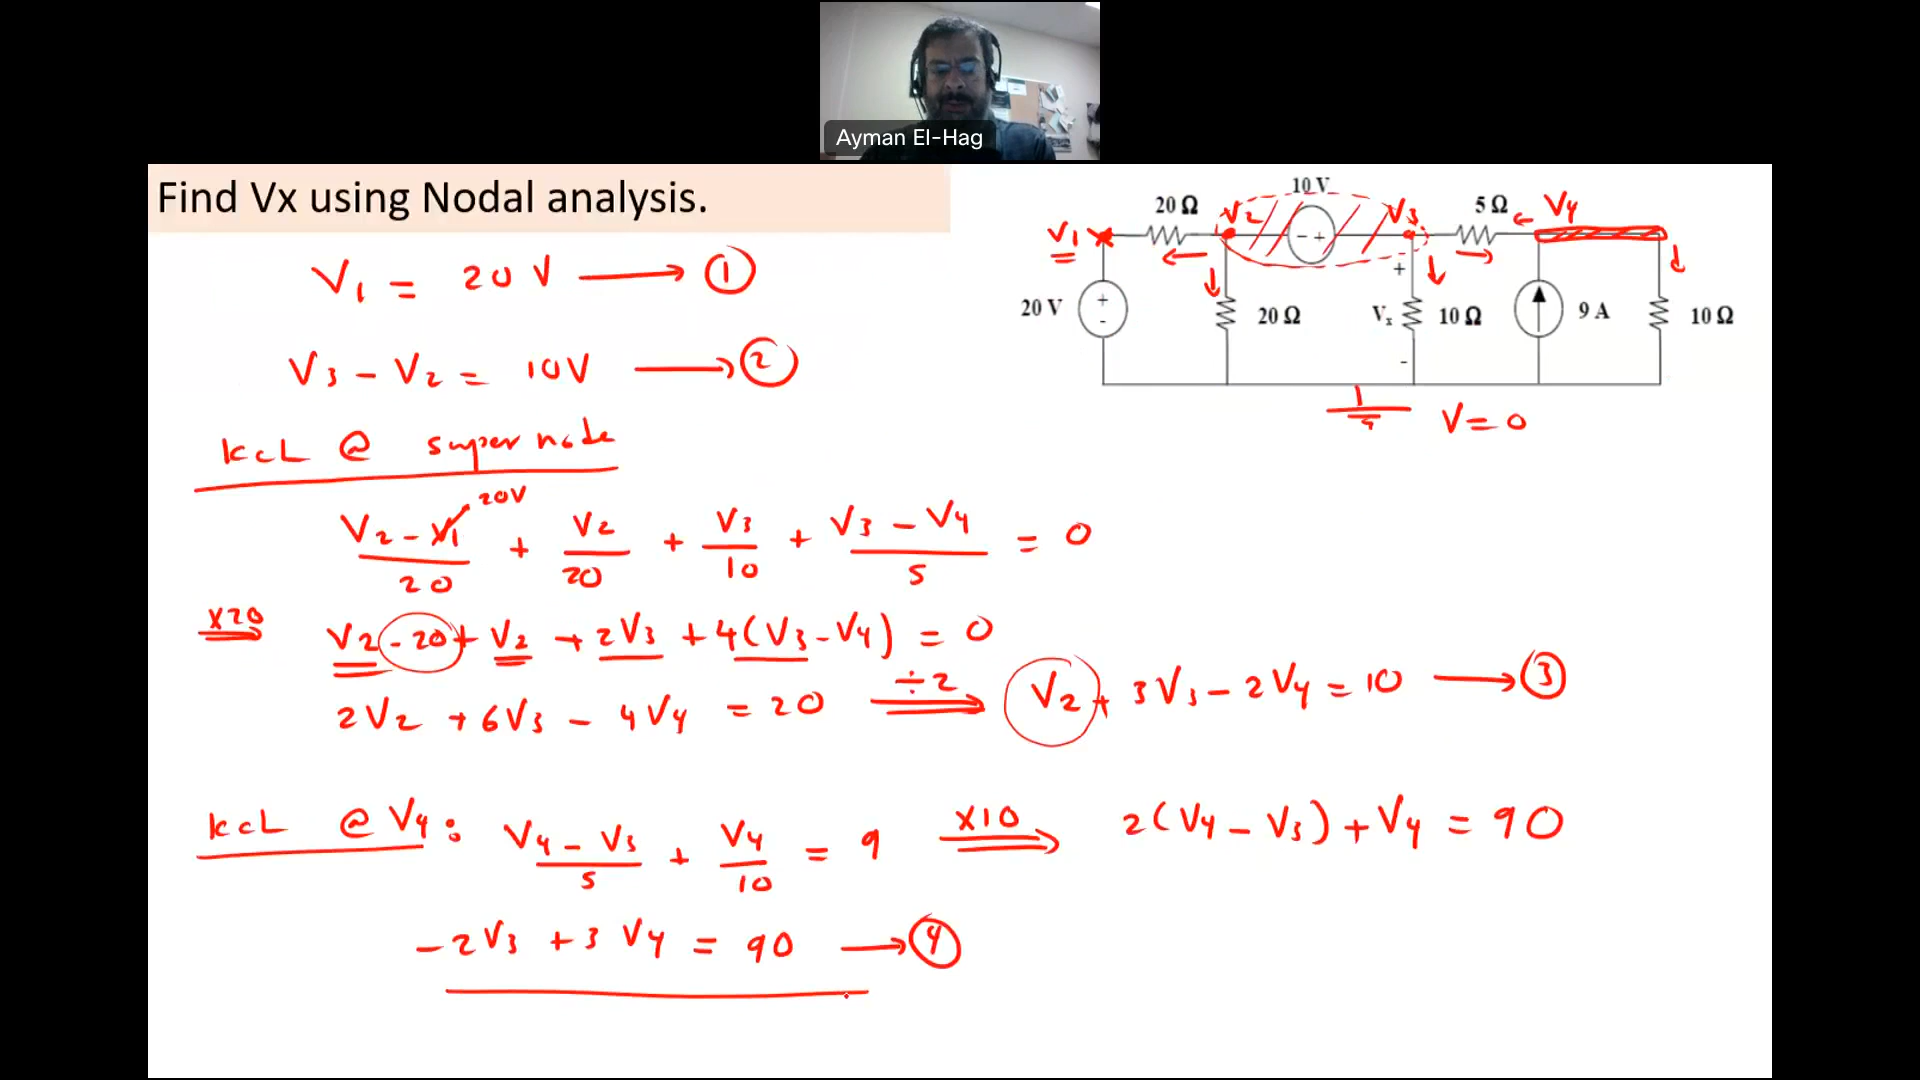 Ayman El-Hag
Find Vx using Nodal analysis.
V1 = 20 V → ①
V3 - V2 = 10V → ②
KCL @ super node
(V2 - V1)/20 + V2/20 + V3/10 + (V3 - V4)/5 = 0
20V
×20
V2 - 20 + V2 + 2V3 + 4(V3 - V4) = 0
2V2 + 6V3 - 4V4 = 20 ÷2 ⇒ V2 + 3V3 - 2V4 = 10 → ③
KCL @ V4: (V4 - V3)/5 + V4/10 = 9 ×10 ⇒ 2(V4 - V3) + V4 = 90
-2V3 + 3V4 = 90 → ④
10 V
20 Ω
V2
V3
5 Ω
V4
V1
- +
+
20 V
+
-
20 Ω
Vx
10 Ω
9 A
10 Ω
-
V = 0